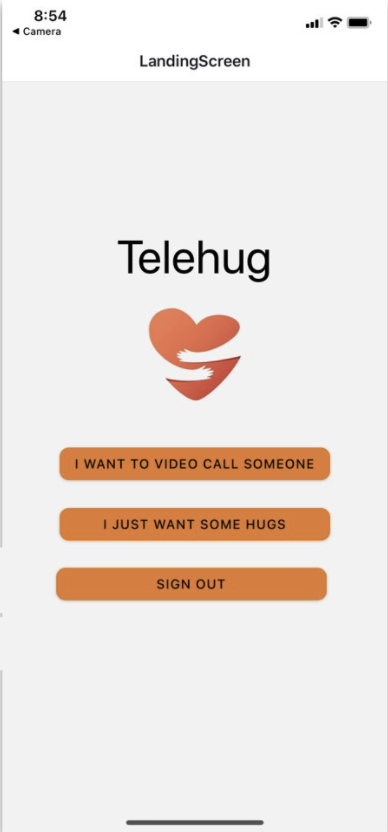 8:54
◀ Camera
LandingScreen
Telehug
I WANT TO VIDEO CALL SOMEONE
I JUST WANT SOME HUGS
SIGN OUT